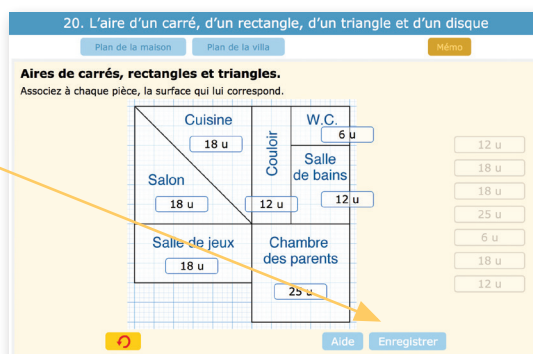 20. L'aire d'un carré, d'un rectangle, d'un triangle et d'un disque
Plan de la maison
Plan de la villa
Mémo
Aires de carrés, rectangles et triangles.
Associez à chaque pièce, la surface qui lui correspond.
Cuisine
18 u
Salon
18 u
Couloir
12 u
W.C.
6 u
Salle
de bains
12 u
Salle de jeux
18 u
Chambre
des parents
25 u
12 u
18 u
18 u
25 u
6 u
18 u
12 u
Aide
Enregistrer